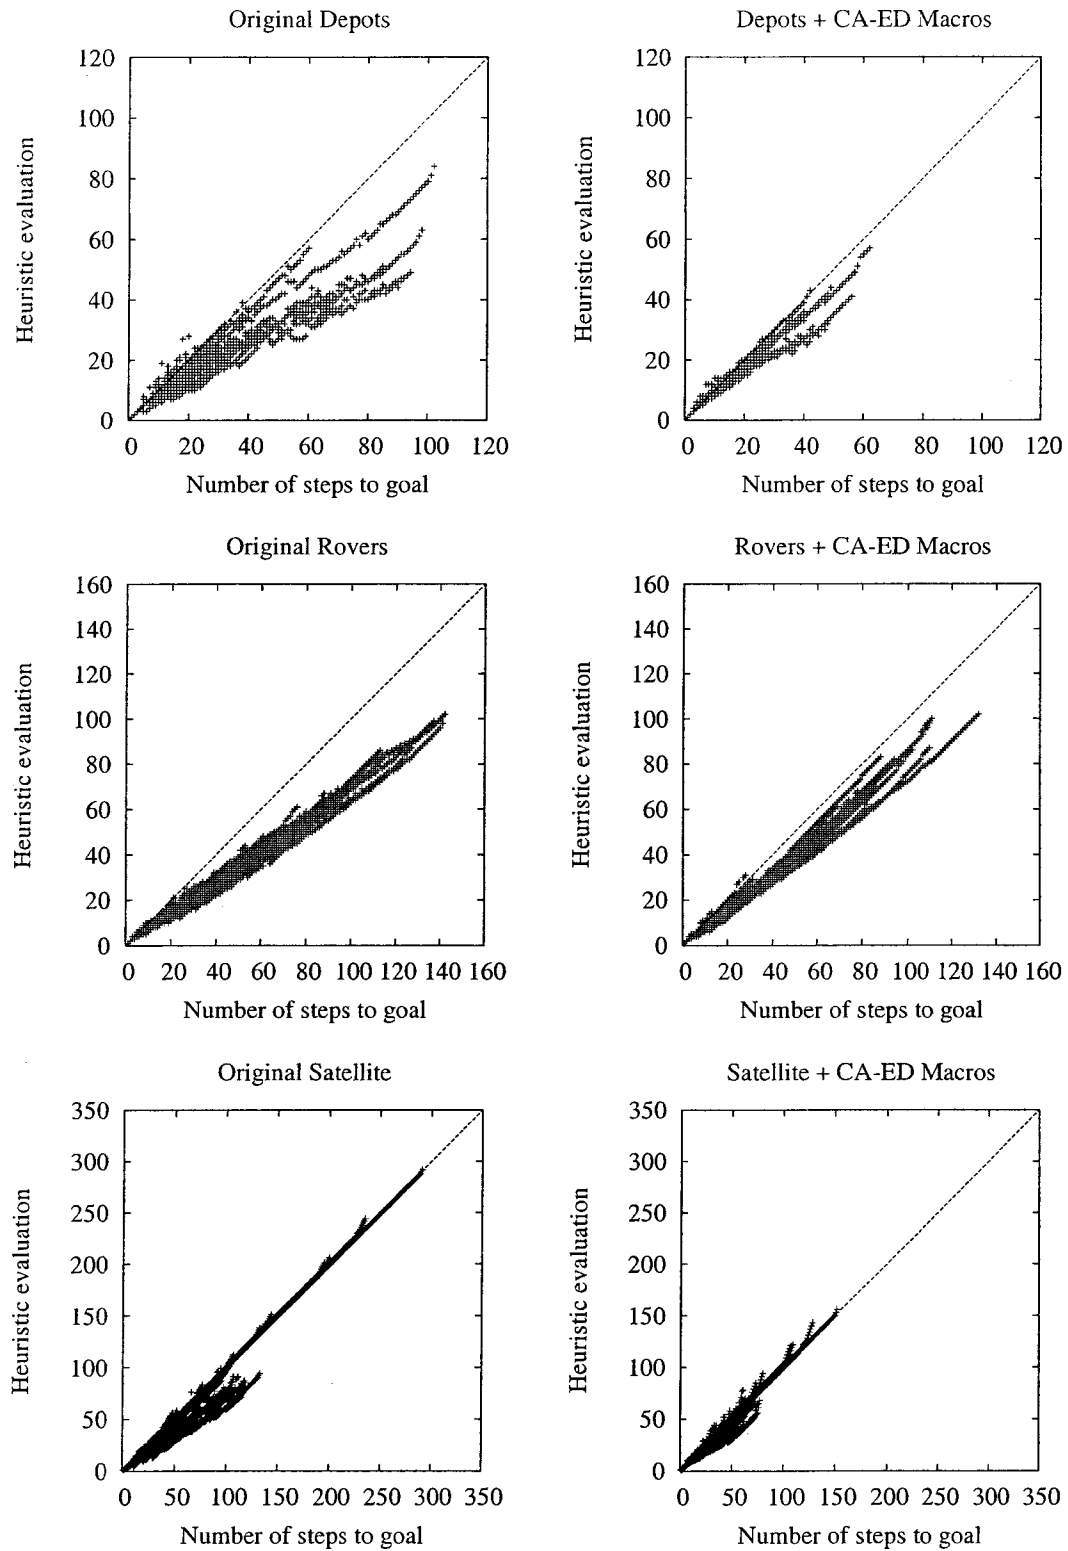 Original Depots
Depots + CA-ED Macros
120
100
80
60
40
20
0
Heuristic evaluation
0 20 40 60 80 100 120
Number of steps to goal
120
100
80
60
40
20
0
Heuristic evaluation
0 20 40 60 80 100 120
Number of steps to goal
Original Rovers
Rovers + CA-ED Macros
160
140
120
100
80
60
40
20
0
Heuristic evaluation
0 20 40 60 80 100 120 140 160
Number of steps to goal
160
140
120
100
80
60
40
20
0
Heuristic evaluation
0 20 40 60 80 100 120 140 160
Number of steps to goal
Original Satellite
Satellite + CA-ED Macros
350
300
250
200
150
100
50
0
Heuristic evaluation
0 50 100 150 200 250 300 350
Number of steps to goal
350
300
250
200
150
100
50
0
Heuristic evaluation
0 50 100 150 200 250 300 350
Number of steps to goal